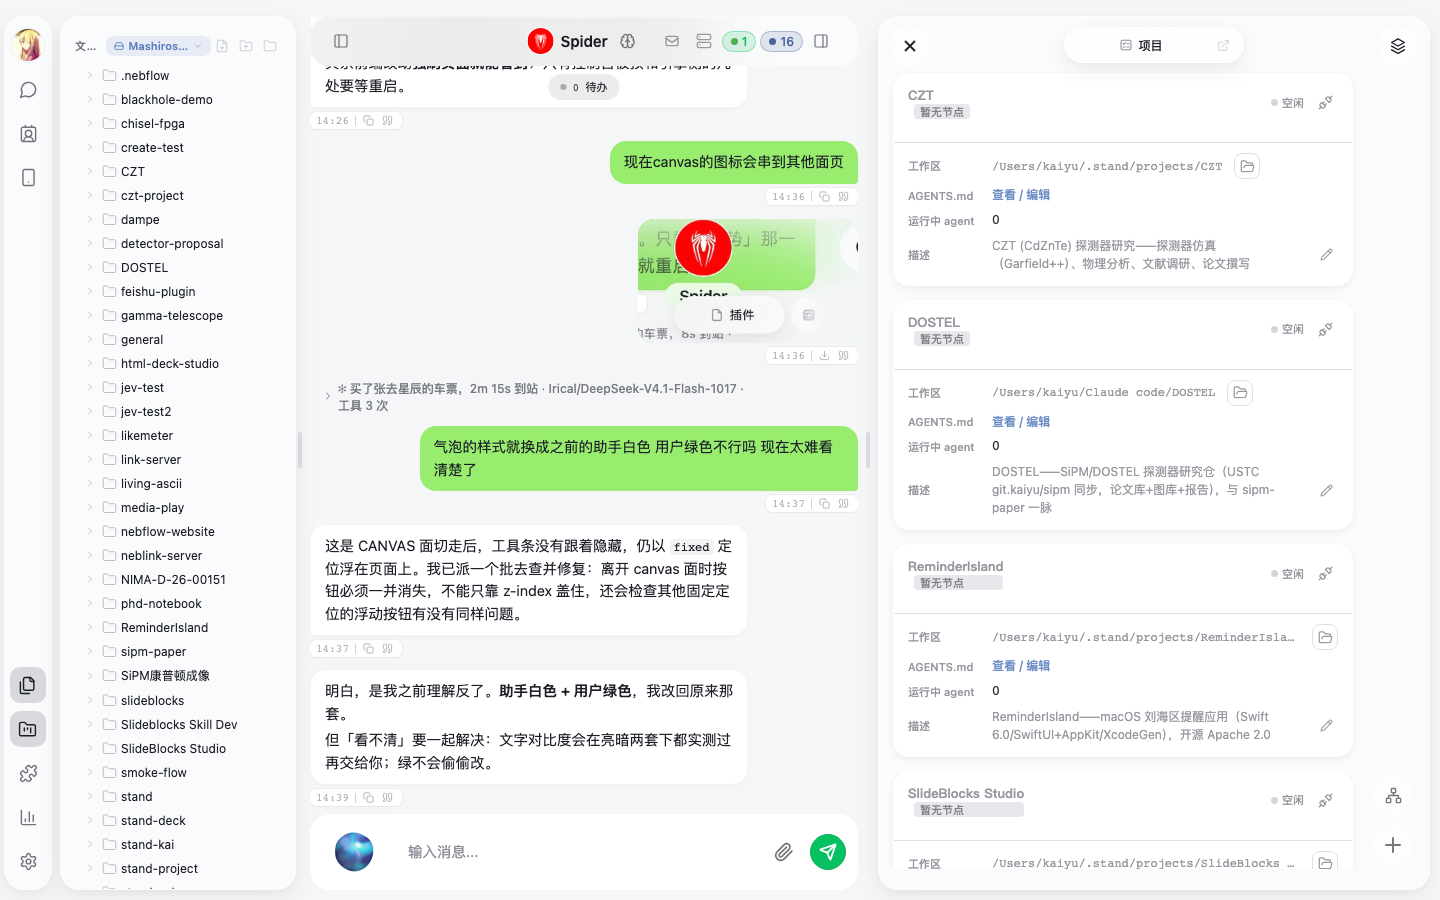 文...
Mashiros...
.nebflow
blackhole-demo
chisel-fpga
create-test
CZT
czt-project
dampe
detector-proposal
DOSTEL
feishu-plugin
gamma-telescope
general
html-deck-studio
jev-test
jev-test2
likemeter
link-server
living-ascii
media-play
nebflow-website
neblink-server
NIMA-D-26-00151
phd-notebook
ReminderIsland
sipm-paper
SiPM康普顿成像
slideblocks
Slideblocks Skill Dev
SlideBlocks Studio
smoke-flow
stand
stand-deck
stand-kai
stand-project
Spider
1
16
处要等重启。
0 待办
14:26
现在canvas的图标会串到其他面页
14:36
。只
势」那一
就重启
Spider
插件
车票，8s 到站 ·
14:36
✻ 买了张去星辰的车票，2m 15s 到站 · lrical/DeepSeek-V4.1-Flash-1017 ·
工具 3 次
气泡的样式就换成之前的助手白色 用户绿色不行吗 现在太难看
清楚了
14:37
这是 CANVAS 面切走后，工具条没有跟着隐藏，仍以 fixed 定
位浮在页面上。我已派一个批去查并修复：离开 canvas 面时按
钮必须一并消失，不能只靠 z-index 盖住，还会检查其他固定定
位的浮动按钮有没有同样问题。
14:37
明白，是我之前理解反了。助手白色 + 用户绿色，我改回原来那
套。
但「看不清」要一起解决：文字对比度会在亮暗两套下都实测过
再交给你；绿不会偷偷改。
14:39
输入消息...
项目
CZT
暂无节点
空闲
工作区
/Users/kaiyu/.stand/projects/CZT
AGENTS.md
查看 / 编辑
运行中 agent
0
描述
CZT (CdZnTe) 探测器研究——探测器仿真
（Garfield++）、物理分析、文献调研、论文撰写
DOSTEL
暂无节点
空闲
工作区
/Users/kaiyu/Claude code/DOSTEL
AGENTS.md
查看 / 编辑
运行中 agent
0
描述
DOSTEL——SiPM/DOSTEL 探测器研究仓（USTC
git.kaiyu/sipm 同步，论文库+图库+报告），与 sipm-
paper 一脉
ReminderIsland
暂无节点
空闲
工作区
/Users/kaiyu/.stand/projects/ReminderIsla…
AGENTS.md
查看 / 编辑
运行中 agent
0
描述
ReminderIsland——macOS 刘海区提醒应用（Swift
6.0/SwiftUI+AppKit/XcodeGen），开源 Apache 2.0
SlideBlocks Studio
暂无节点
空闲
工作区
/Users/kaiyu/.stand/projects/SlideBlocks …